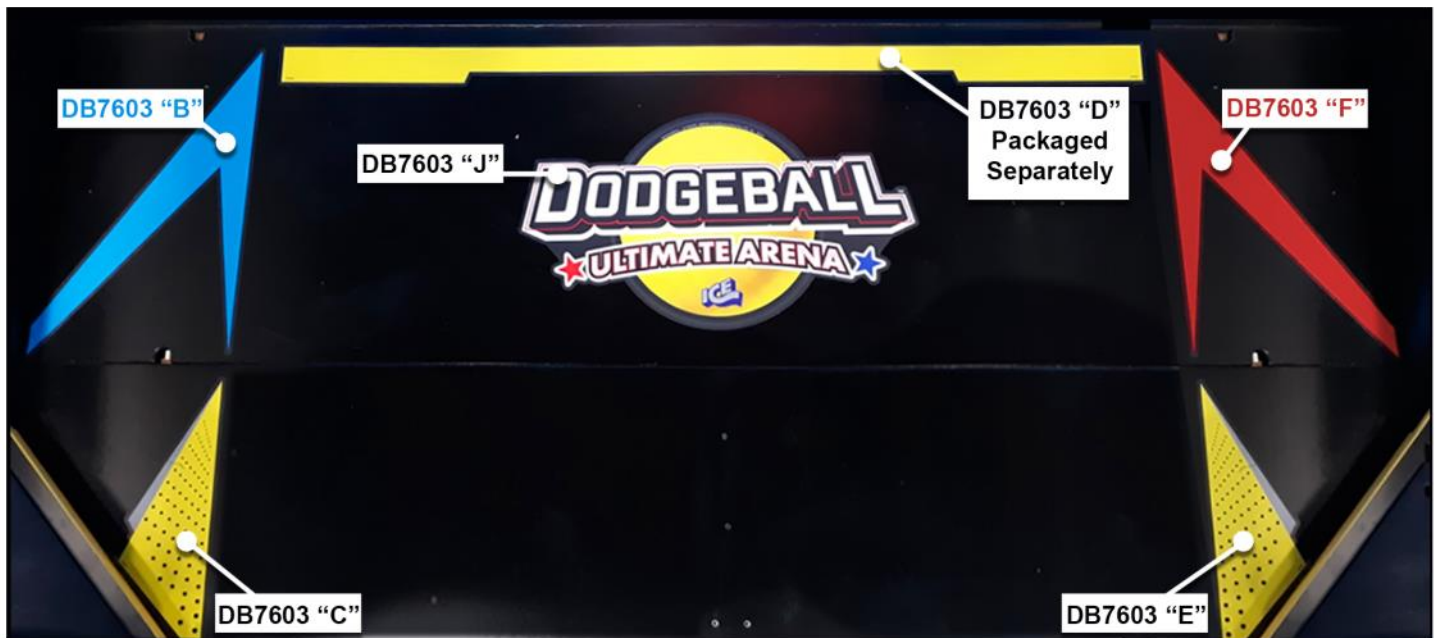 DB7603 “B”
DB7603 “D”
Packaged
Separately
DB7603 “F”
DB7603 “J”
DODGEBALL
ULTIMATE ARENA
ICE
DB7603 “C”
DB7603 “E”